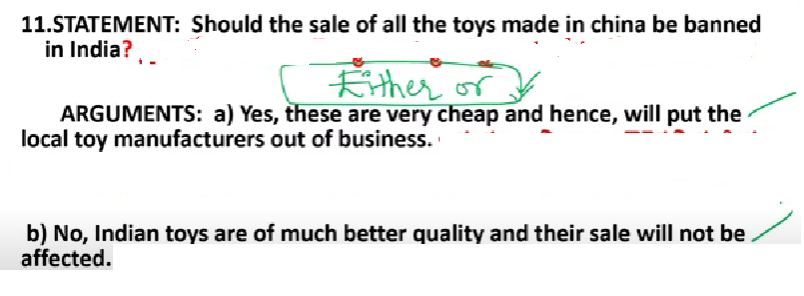 11.STATEMENT: Should the sale of all the toys made in china be banned
in India?
Either or
ARGUMENTS: a) Yes, these are very cheap and hence, will put the
local toy manufacturers out of business.
b) No, Indian toys are of much better quality and their sale will not be
affected.